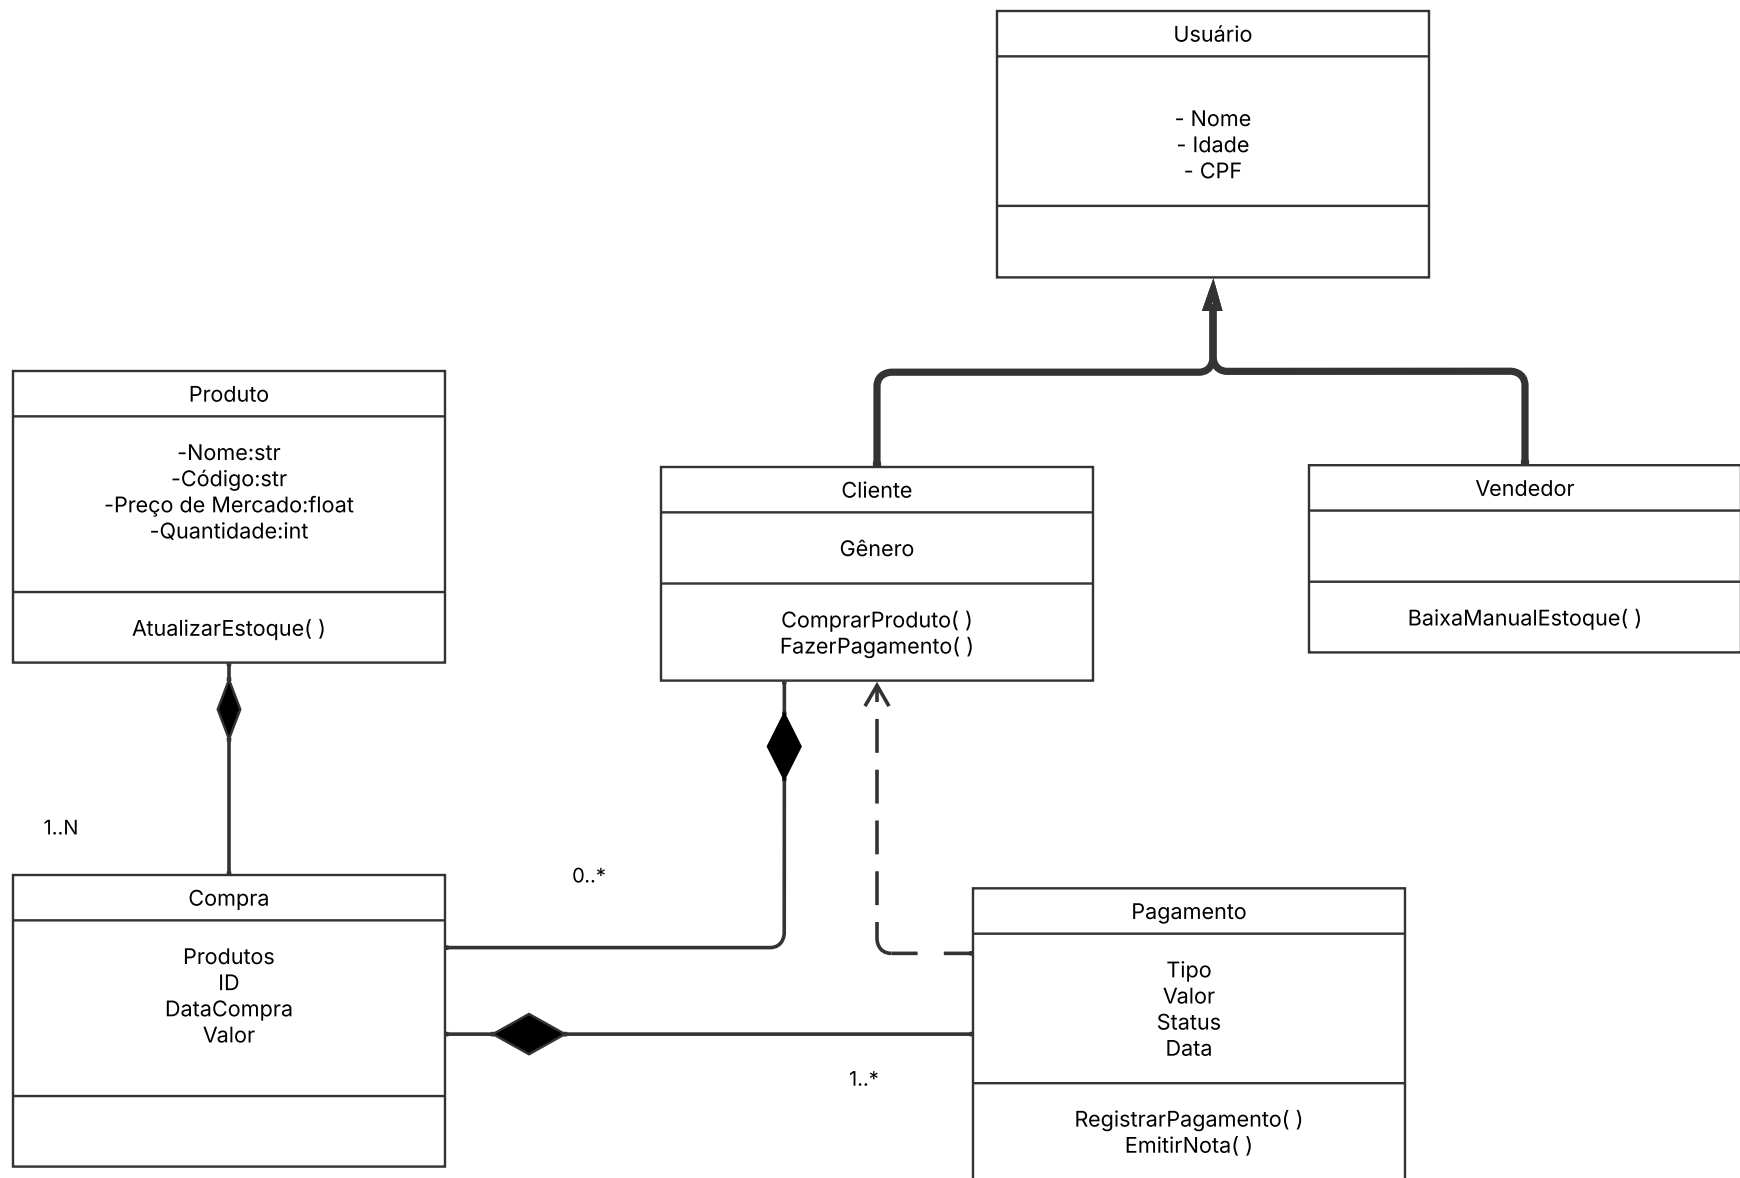 Usuário
- Nome
- Idade
- CPF
Produto
-Nome:str
-Código:str
-Preço de Mercado:float
-Quantidade:int
AtualizarEstoque( )
Cliente
Gênero
ComprarProduto( )
FazerPagamento( )
Vendedor
BaixaManualEstoque( )
1..N
0..*
Compra
Produtos
ID
DataCompra
Valor
1..*
Pagamento
Tipo
Valor
Status
Data
RegistrarPagamento( )
EmitirNota( )